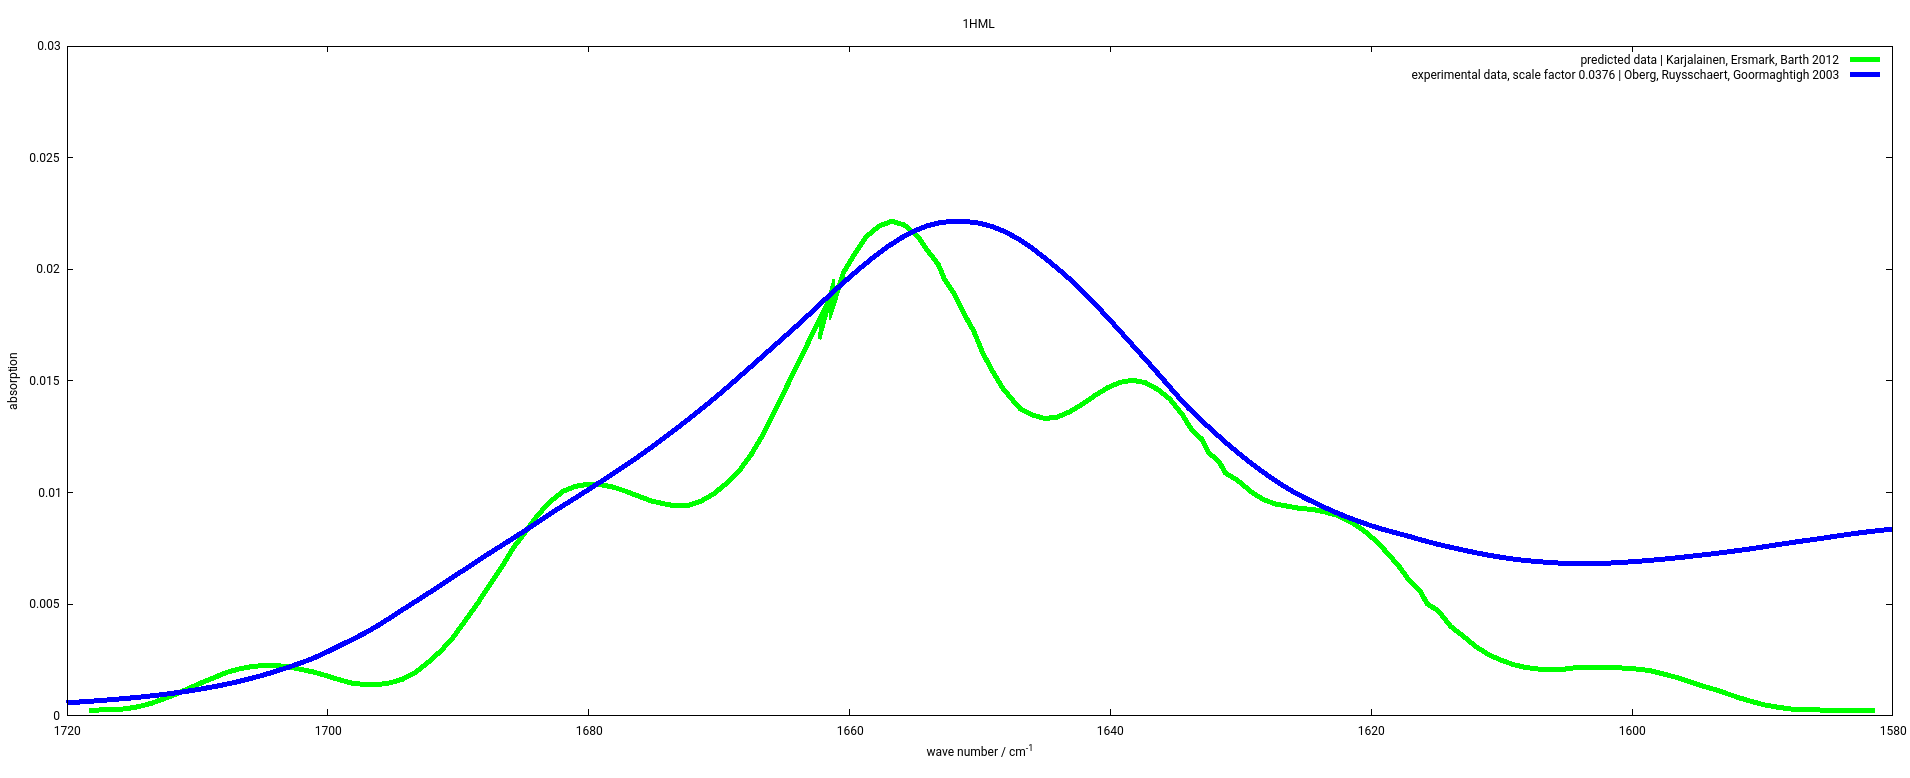 1HML
predicted data | Karjalainen, Ersmark, Barth 2012
experimental data, scale factor 0.0376 | Oberg, Ruysschaert, Goormaghtigh 2003
0.03
0.025
0.02
0.015
0.01
0.005
0
absorption
1720 1700 1680 1660 1640 1620 1600 1580
wave number / cm-1